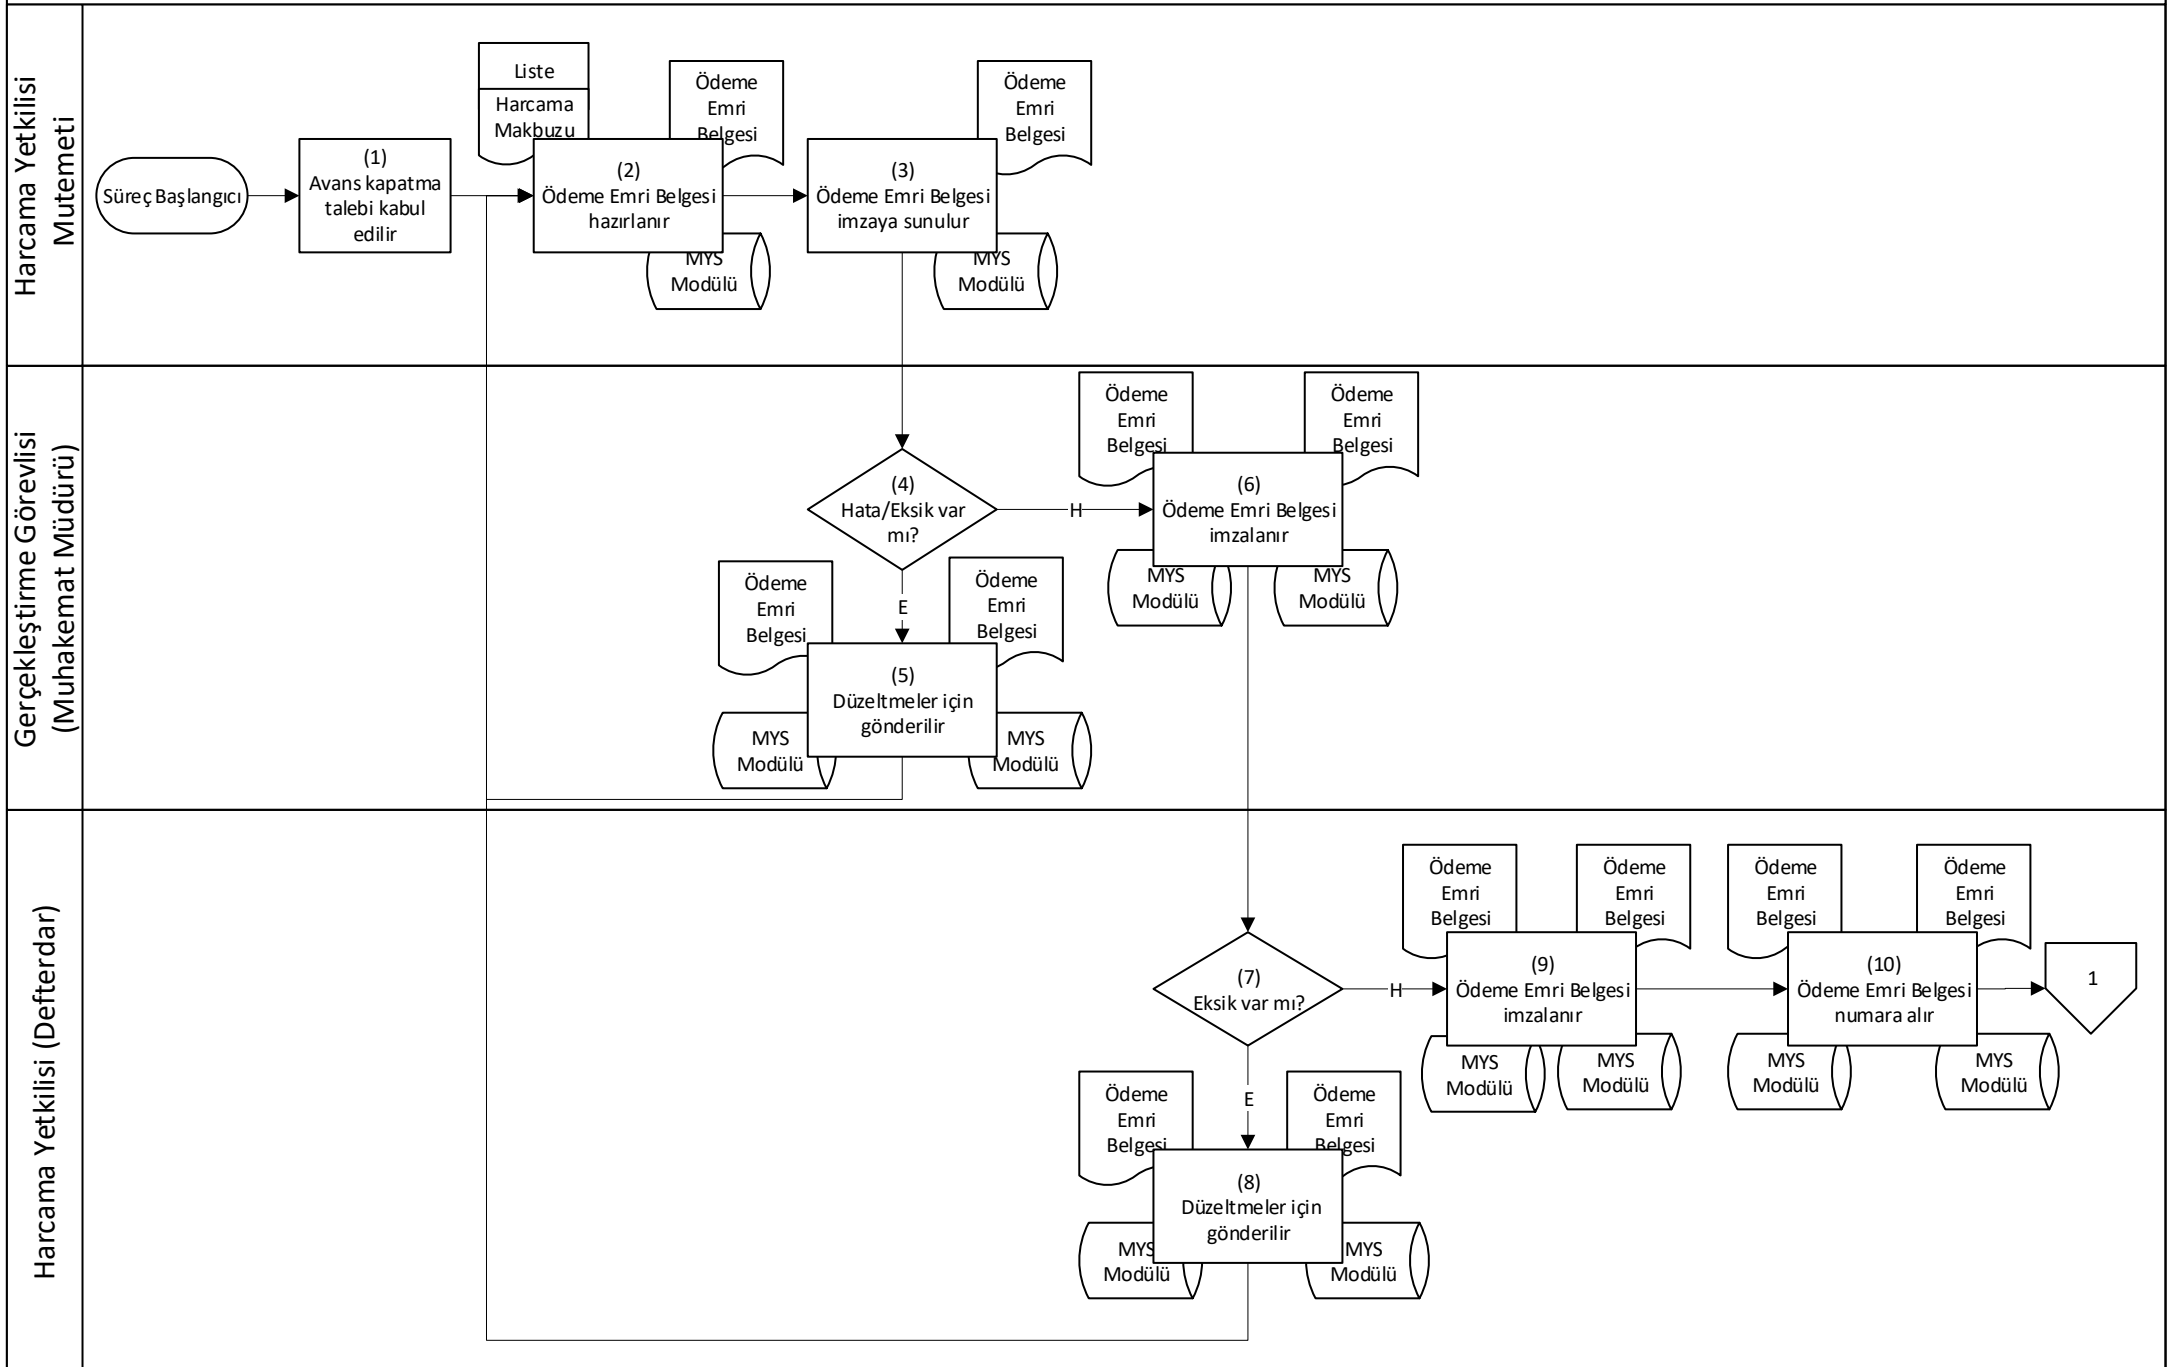 Harcama Yetkilisi
Mutemeti
Süreç Başlangıcı
(1)
Avans kapatma
talebi kabul
edilir
Liste
Harcama
Makbuzu
Ödeme
Emri
Belgesi
(2)
Ödeme Emri Belgesi
hazırlanır
MYS
Modülü
Ödeme
Emri
Belgesi
(3)
Ödeme Emri Belgesi
imzaya sunulur
MYS
Modülü
Gerçekleştirme Görevlisi
(Muhakemat Müdürü)
(4)
Hata/Eksik var
mı?
H
E
Ödeme
Emri
Belgesi
Ödeme
Emri
Belgesi
(6)
Ödeme Emri Belgesi
imzalanır
MYS
Modülü
MYS
Modülü
Ödeme
Emri
Belgesi
Ödeme
Emri
Belgesi
(5)
Düzeltmeler için
gönderilir
MYS
Modülü
MYS
Modülü
Harcama Yetkilisi (Defterdar)
(7)
Eksik var mı?
H
E
Ödeme
Emri
Belgesi
Ödeme
Emri
Belgesi
(9)
Ödeme Emri Belgesi
imzalanır
MYS
Modülü
MYS
Modülü
Ödeme
Emri
Belgesi
Ödeme
Emri
Belgesi
(10)
Ödeme Emri Belgesi
numara alır
MYS
Modülü
MYS
Modülü
1
Ödeme
Emri
Belgesi
Ödeme
Emri
Belgesi
(8)
Düzeltmeler için
gönderilir
MYS
Modülü
MYS
Modülü